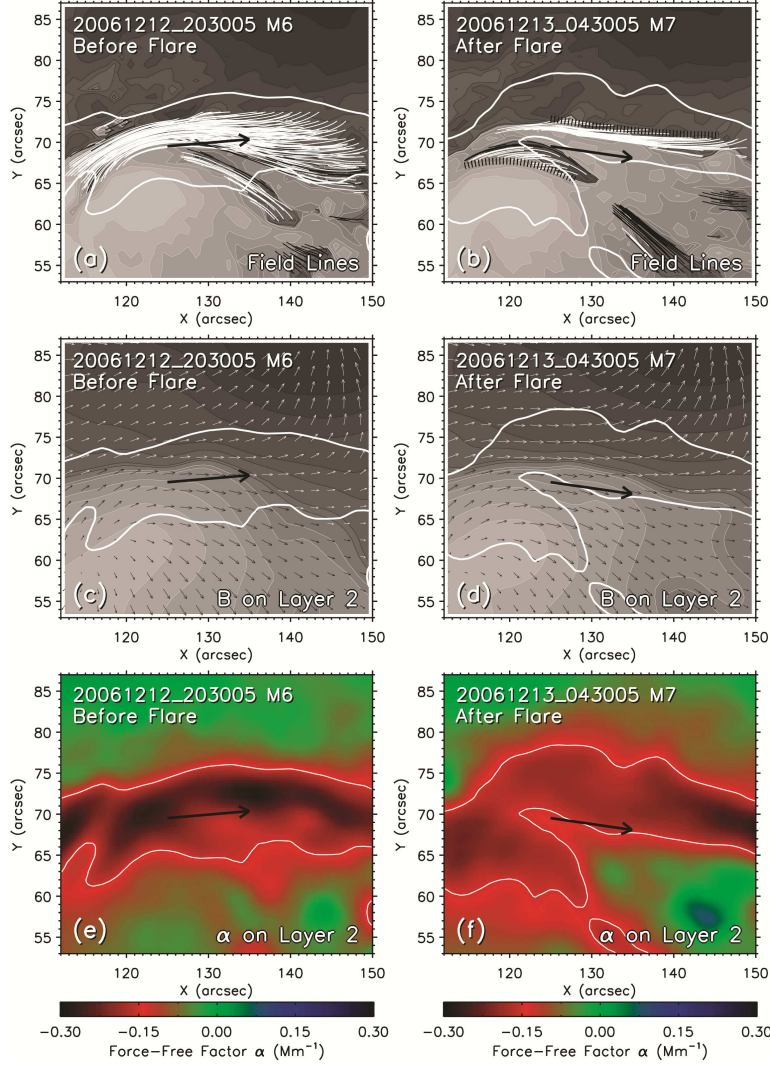 20061212_203005 M6
Before Flare
(a)
Field Lines
Y (arcsec)
85
80
75
70
65
60
55
120 130 140 150
X (arcsec)
20061213_043005 M7
After Flare
(b)
Field Lines
Y (arcsec)
85
80
75
70
65
60
55
120 130 140 150
X (arcsec)
20061212_203005 M6
Before Flare
(c)
B on Layer 2
Y (arcsec)
85
80
75
70
65
60
55
120 130 140 150
X (arcsec)
20061213_043005 M7
After Flare
(d)
B on Layer 2
Y (arcsec)
85
80
75
70
65
60
55
120 130 140 150
X (arcsec)
20061212_203005 M6
Before Flare
(e)
α on Layer 2
Y (arcsec)
85
80
75
70
65
60
55
120 130 140 150
X (arcsec)
20061213_043005 M7
After Flare
(f)
α on Layer 2
Y (arcsec)
85
80
75
70
65
60
55
120 130 140 150
X (arcsec)
−0.30 −0.15 0.00 0.15 0.30
Force−Free Factor α (Mm⁻¹)
−0.30 −0.15 0.00 0.15 0.30
Force−Free Factor α (Mm⁻¹)